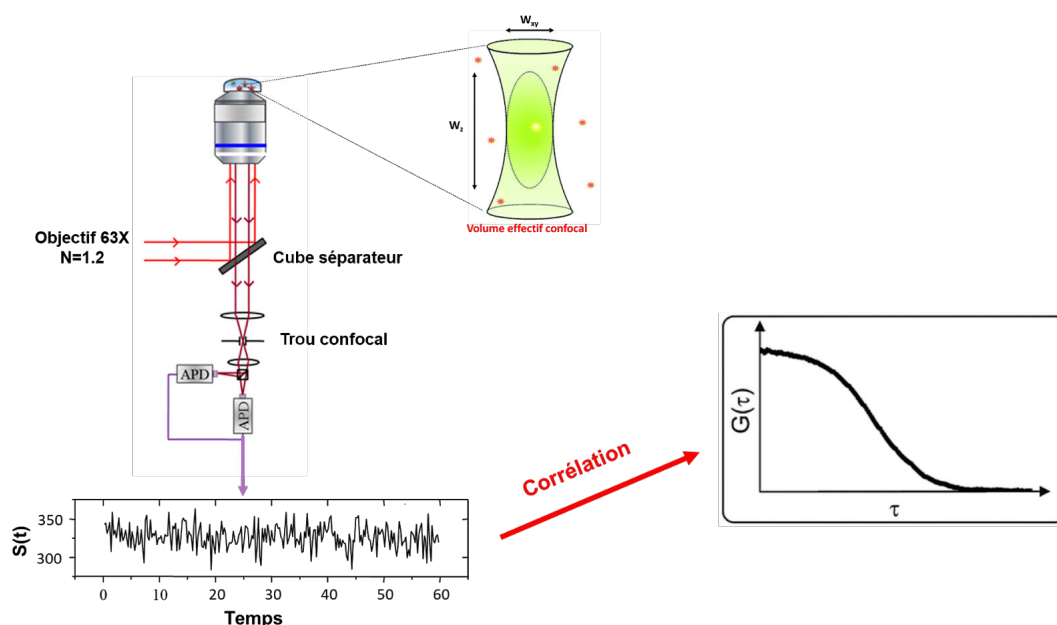 Wxy
Wz
Volume effectif confocal
Objectif 63X
N=1.2
Cube séparateur
Trou confocal
APD
APD
Corrélation
G(τ)
τ
S(t)
350
300
0 10 20 30 40 50 60
Temps